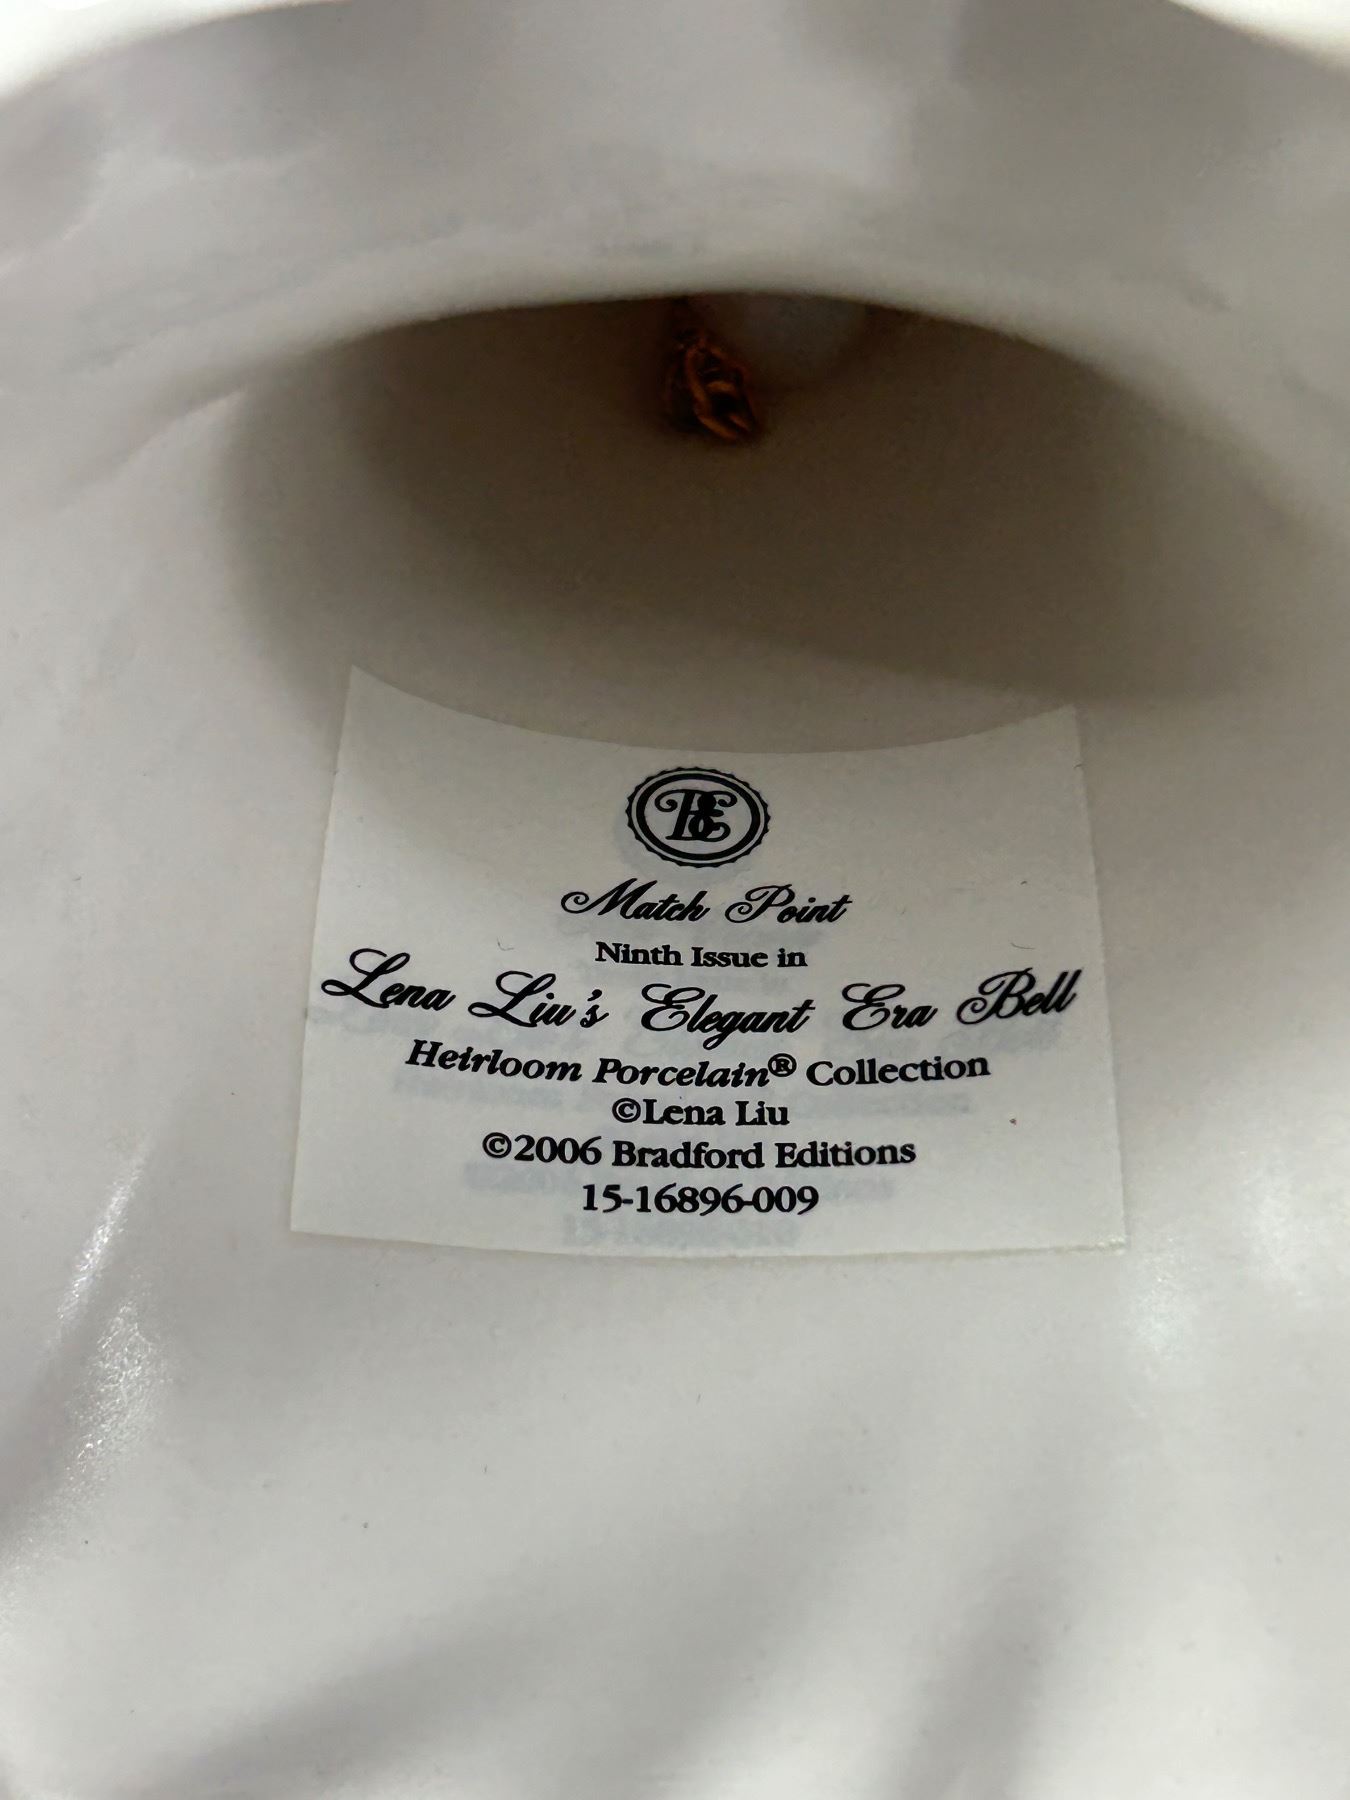 BE
Match Point
Ninth Issue in
Lena Liu's Elegant Era Bell
Heirloom Porcelain® Collection
©Lena Liu
©2006 Bradford Editions
15-16896-009